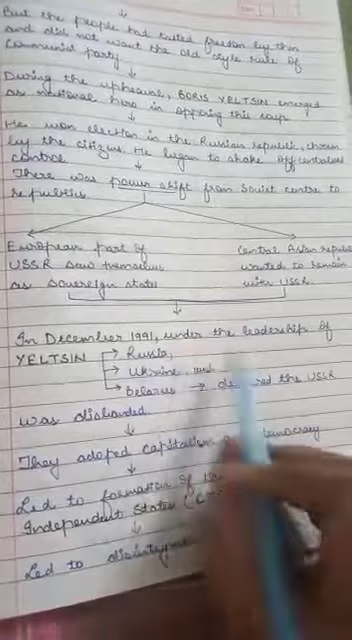 But the people had tasted freedom by then
and did not want the old style rule of
Communist party
↓
During the upheaval, BORIS YELTSIN emerged
as national hero in opposing this coup
↓
He won election in the Russian republic, chosen
by the citizens. He began to shake off centralised
control
↓
There was power shift from Soviet centre to
republics
European part of
USSR saw themselves
as sovereign states
Central Asian republics
wanted to remain
with USSR.
↓
In December 1991, under the leadership of
YELTSIN → Russia,
→ Ukraine, and
→ Belarus → the USSR
was disbanded
↓
They adoped capitalism democracy
↓
Led to formation of
Independent States (C
↓
Led to